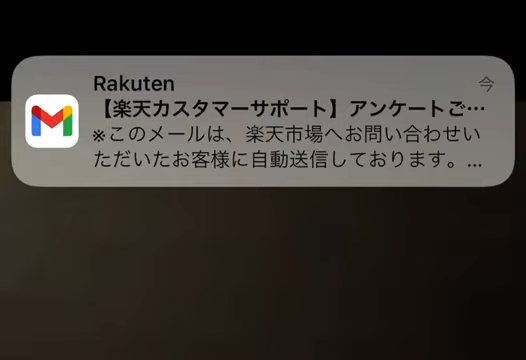 Rakuten 今
【楽天カスタマーサポート】アンケートご…
※このメールは、楽天市場へお問い合わせい
ただいたお客様に自動送信しております。...